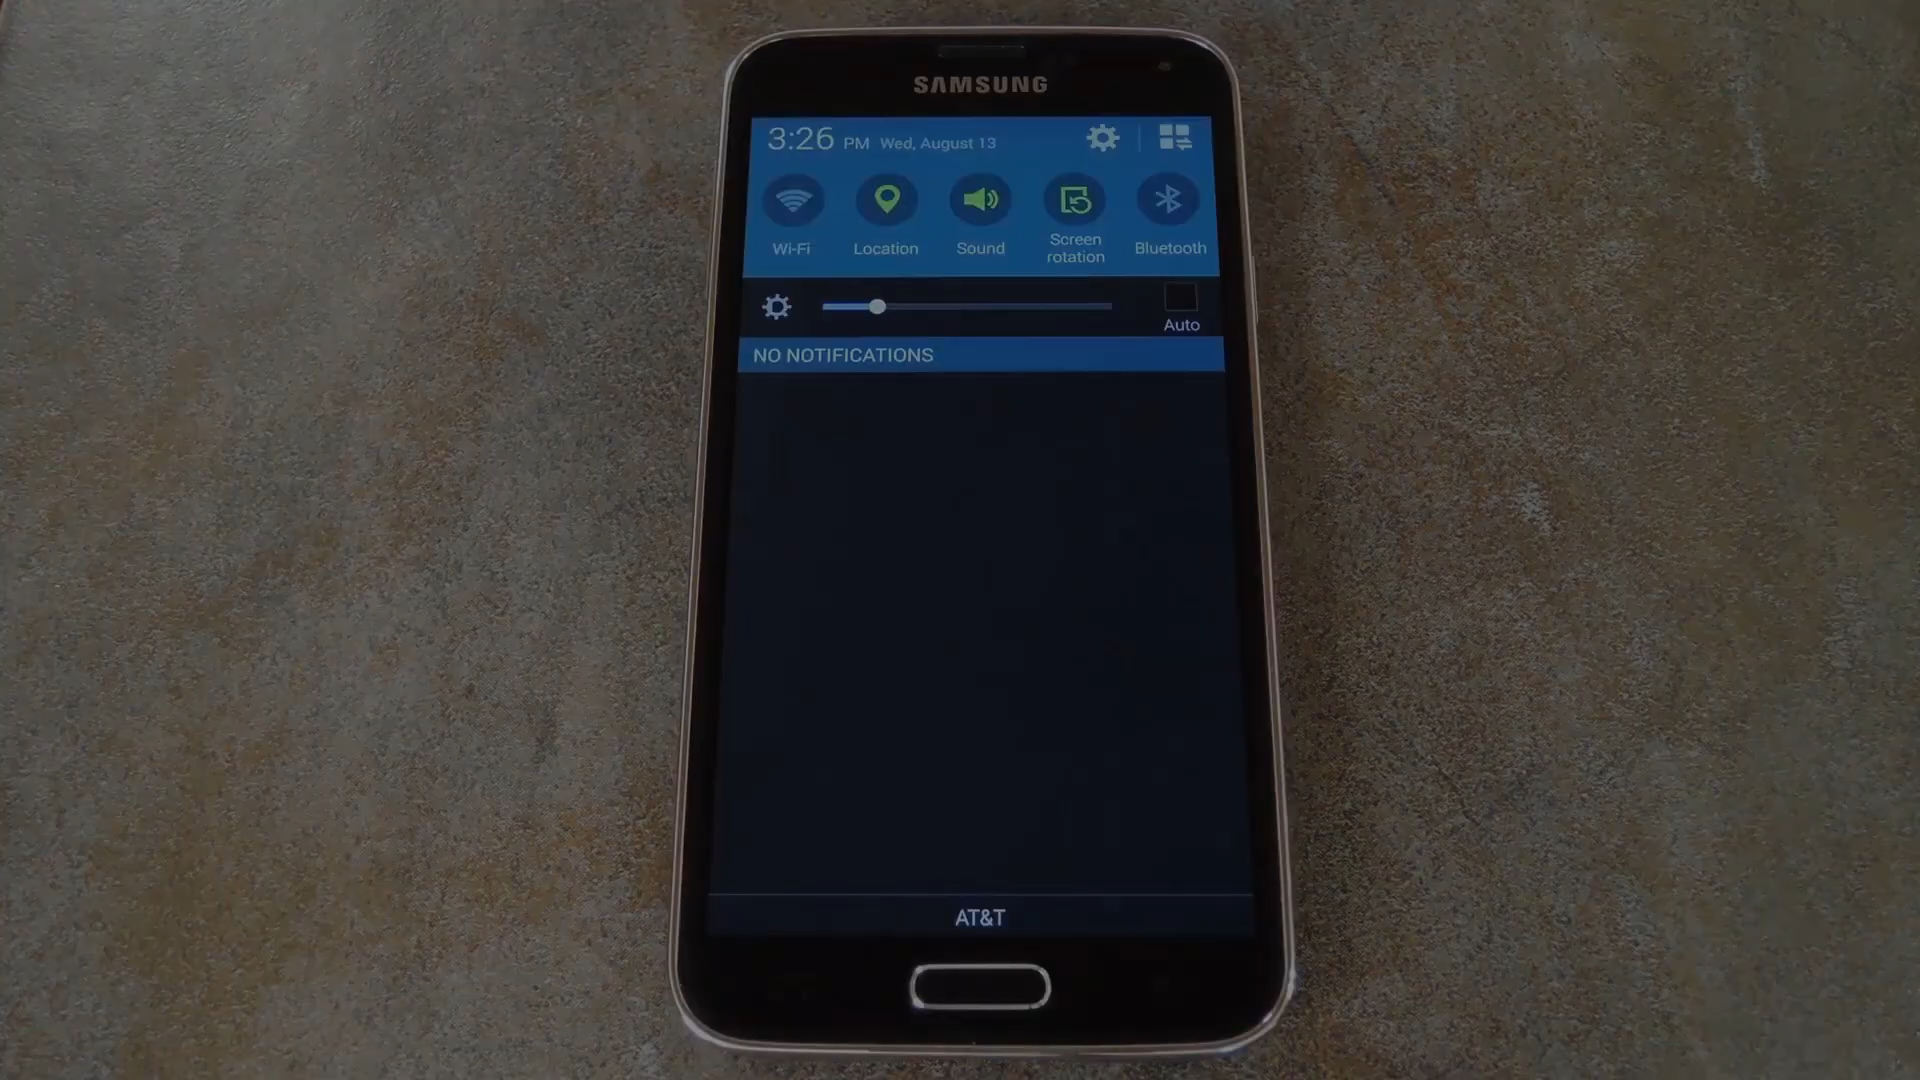 SAMSUNG
3:26 PM Wed, August 13
Wi-Fi
Location
Sound
Screen
rotation
Bluetooth
Auto
NO NOTIFICATIONS
AT&T